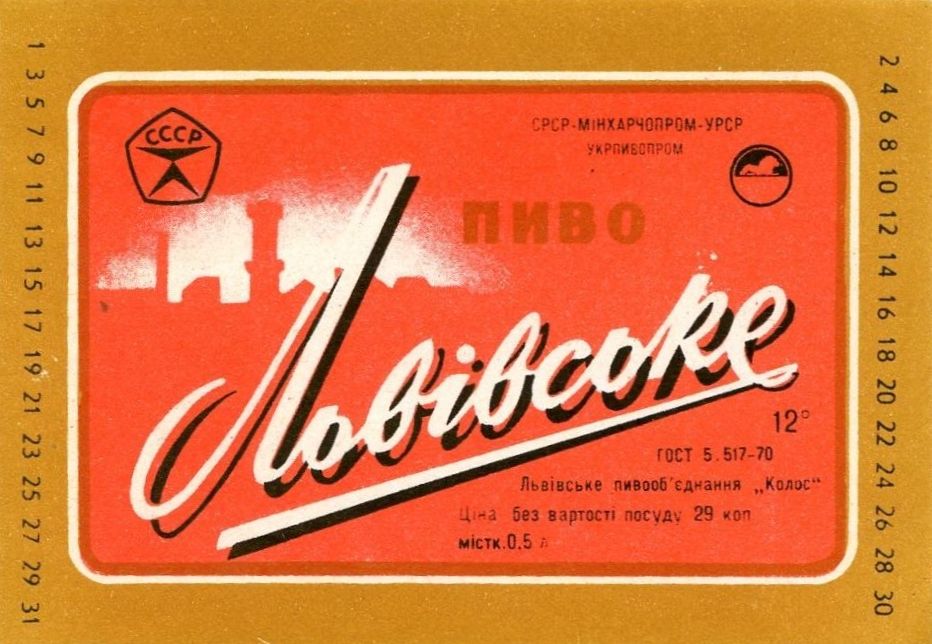 1 3 5 7 9 11 13 15 17 19 21 23 25 27 29 31
СССР
СРСР-МІНХАРЧОПРОМ-УРСР
УКРПИВОПРОМ
ПИВО
Львівське
12°
ГОСТ 5.517-70
Львівське пивооб'єднання „Колос“
Ціна без вартості посуду 29 коп
містк.0,5 л
2 4 6 8 10 12 14 16 18 20 22 24 26 28 30